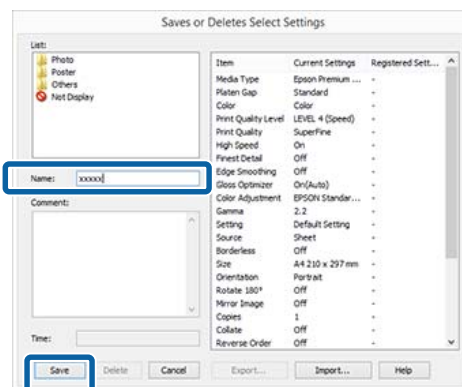 Saves or Deletes Select Settings
List:
Photo
Poster
Others
Not Display
Name: xxxxx
Comment:
Time:
Item Current Settings Registered Sett...
Media Type Epson Premium ... -
Platen Gap Standard -
Color Color -
Print Quality Level LEVEL 4 (Speed) -
Print Quality SuperFine -
High Speed On -
Finest Detail Off -
Edge Smoothing Off -
Gloss Optimizer On(Auto) -
Color Adjustment EPSON Standar... -
Gamma 2.2 -
Setting Default Setting -
Source Sheet -
Borderless Off -
Size A4 210 x 297 mm -
Orientation Portrait -
Rotate 180° Off -
Mirror Image Off -
Copies 1 -
Collate Off -
Reverse Order Off -
Save Delete Cancel Export... Import... Help